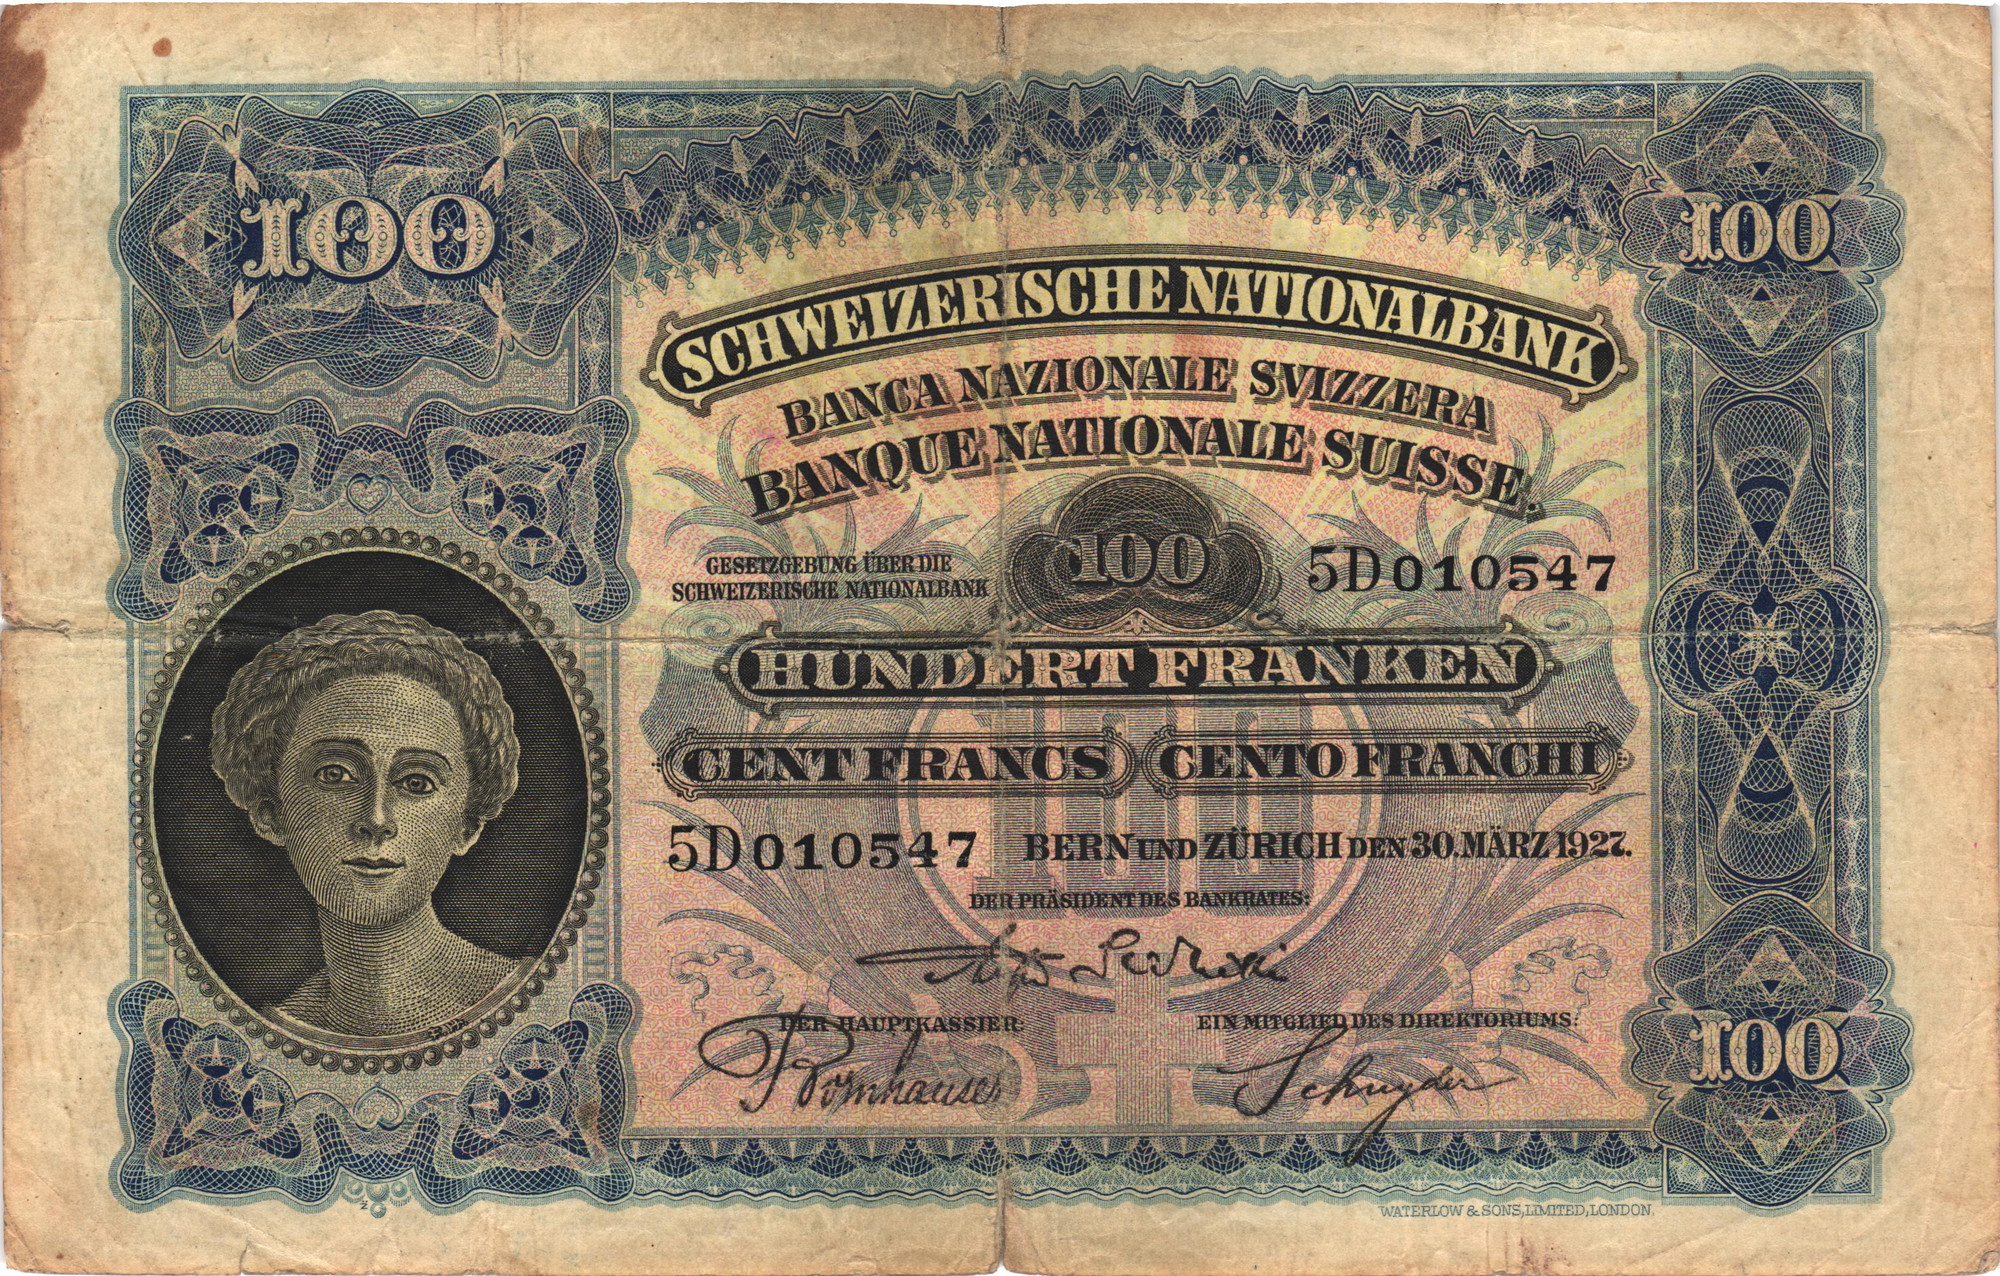 100
100
SCHWEIZERISCHE NATIONALBANK
BANCA NAZIONALE SVIZZERA
BANQUE NATIONALE SUISSE.
GESETZGEBUNG ÜBER DIE
SCHWEIZERISCHE NATIONALBANK
100
5D010547
HUNDERT FRANKEN
CENT FRANCS CENTO FRANCHI
100
5D010547 BERN UND ZÜRICH DEN 30. MÄRZ 1927.
DER PRÄSIDENT DES BANKRATES:
DER HAUPTKASSIER:
EIN MITGLIED DES DIREKTORIUMS:
Bornhauser
Schnyder
100
WATERLOW & SONS, LIMITED, LONDON.